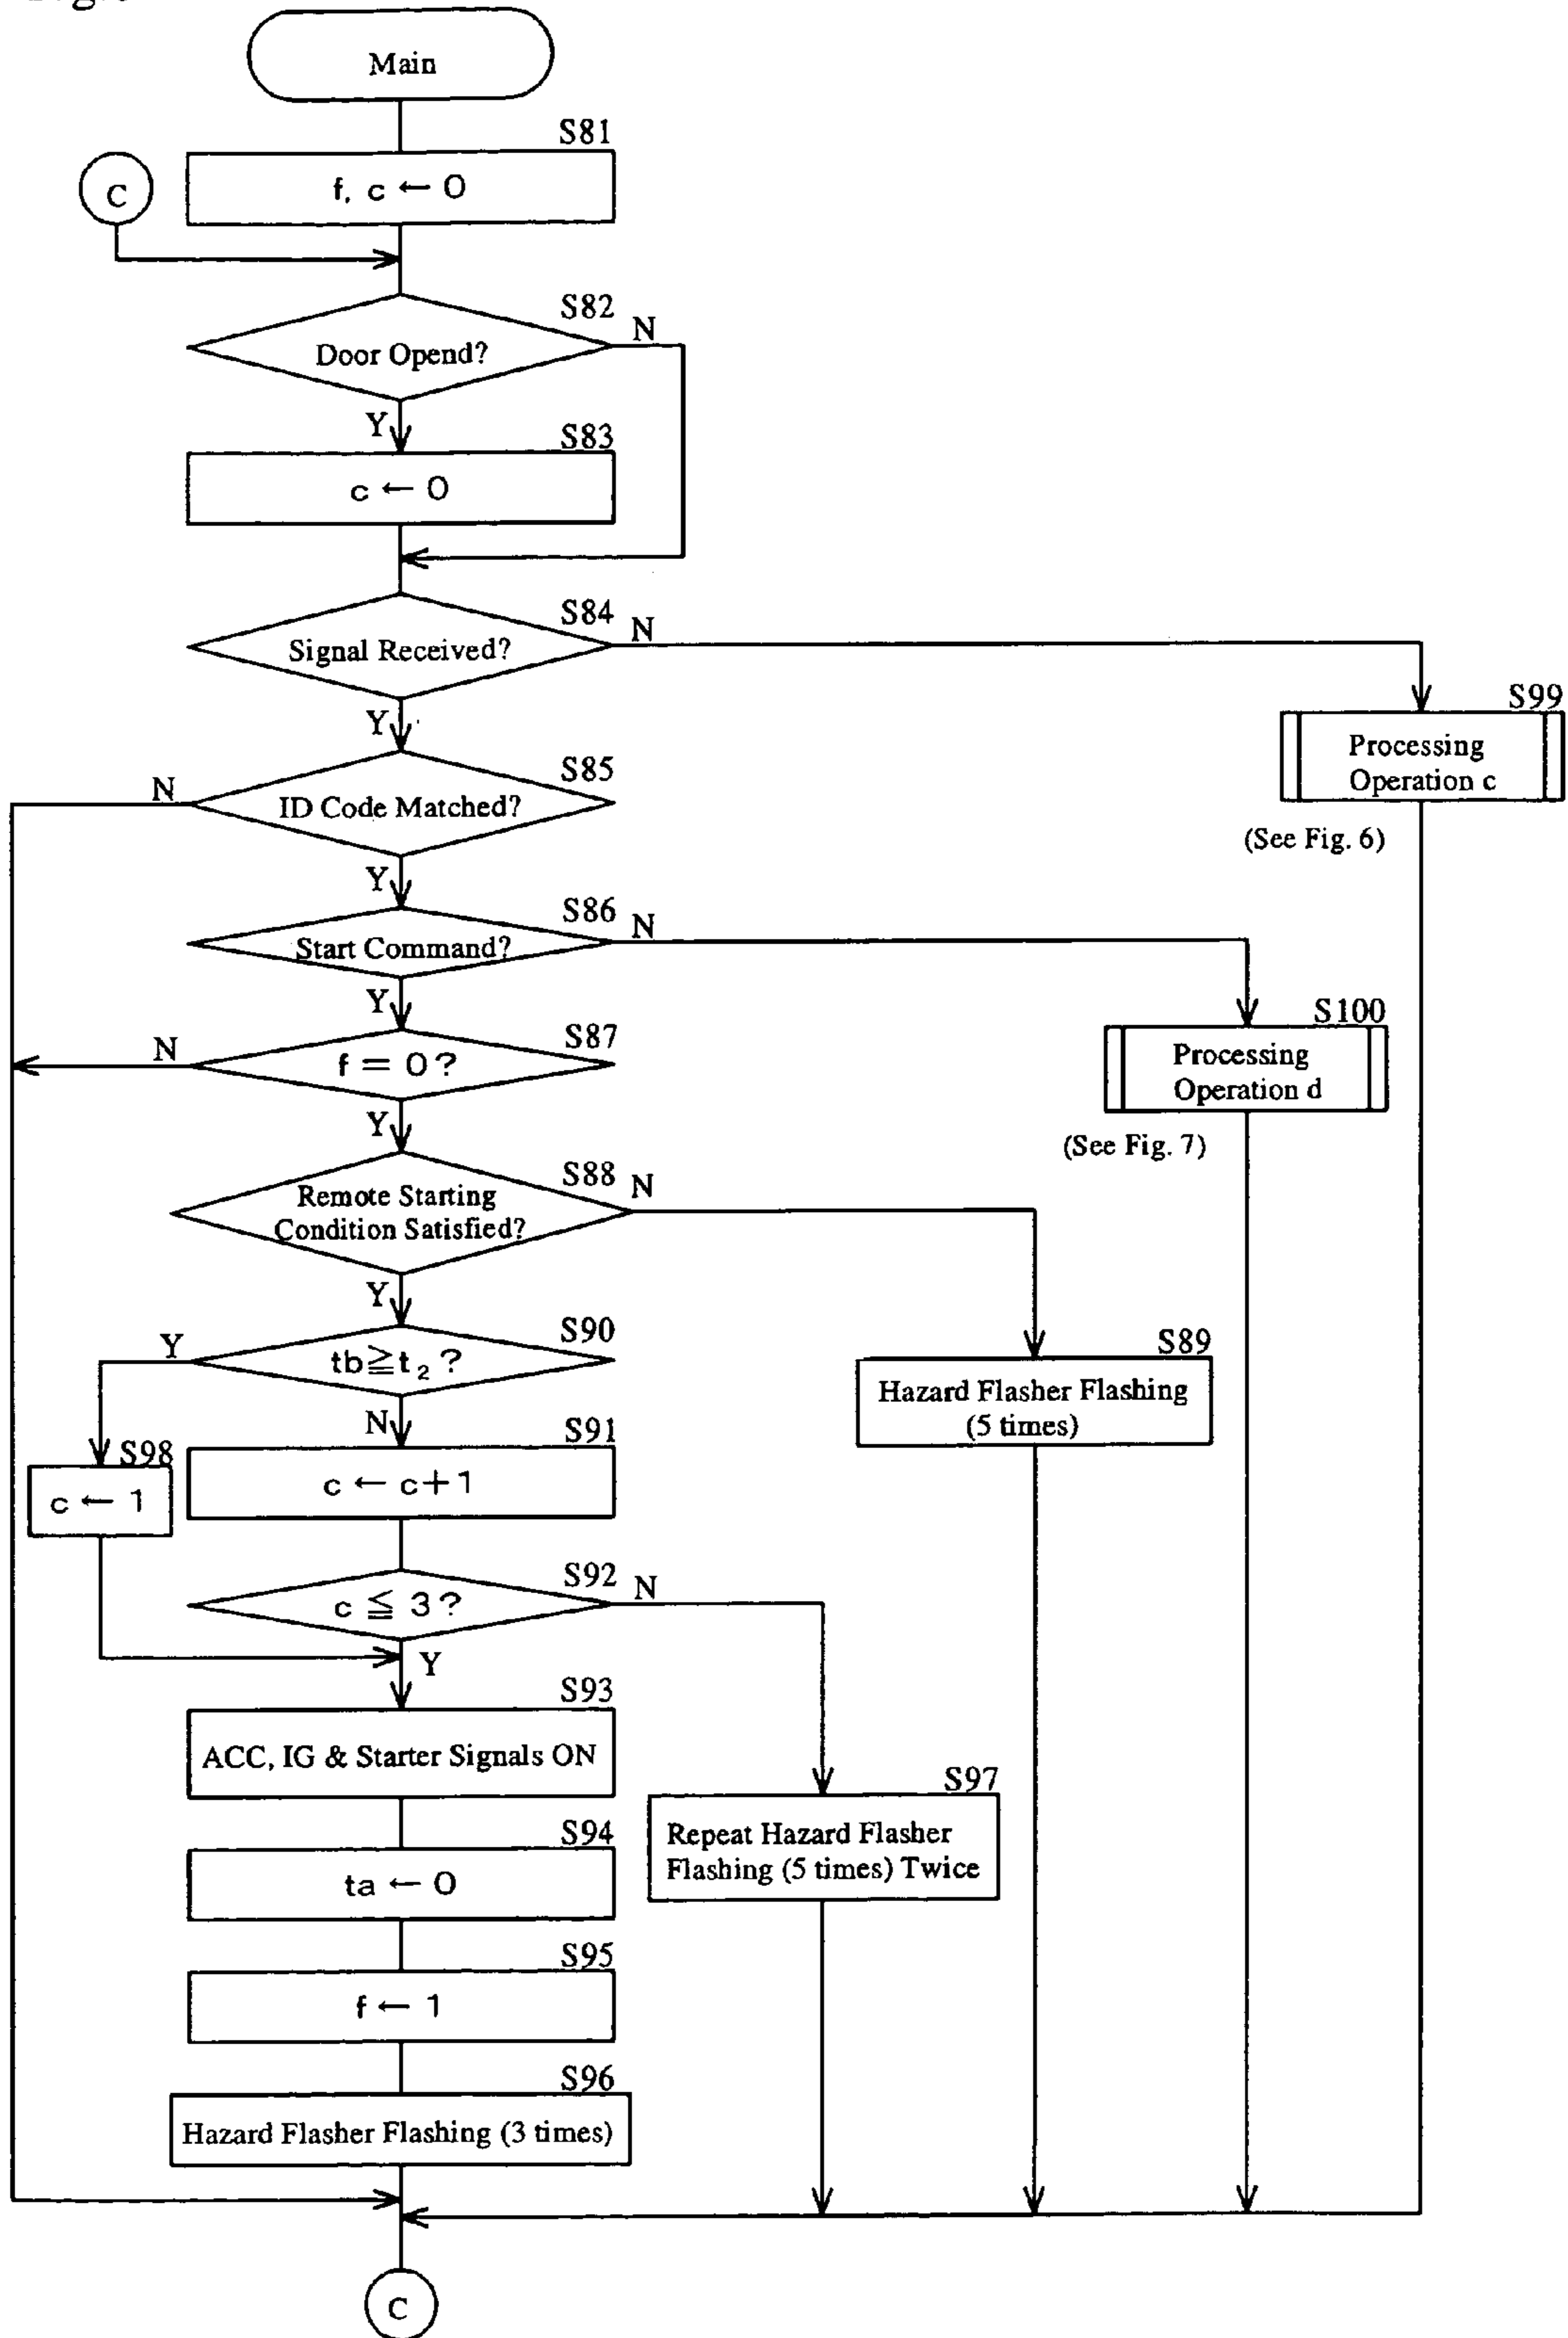 Main
S81
C
f, c ← 0
S82
N
Door Opend?
Y
S83
c ← 0
S84
N
Signal Received?
Y
S99
Processing
Operation c
(See Fig. 6)
S85
N
ID Code Matched?
Y
S86
N
Start Command?
Y
S100
Processing
Operation d
(See Fig. 7)
S87
N
f = 0 ?
Y
S88
N
Remote Starting
Condition Satisfied?
Y
S90
Y
tb≧t₂ ?
N
S89
Hazard Flasher Flashing
(5 times)
S91
S98
c ← 1
c ← c+1
S92
N
c ≦ 3 ?
Y
S93
ACC, IG & Starter Signals ON
S97
Repeat Hazard Flasher
Flashing (5 times) Twice
S94
ta ← 0
S95
f ← 1
S96
Hazard Flasher Flashing (3 times)
C